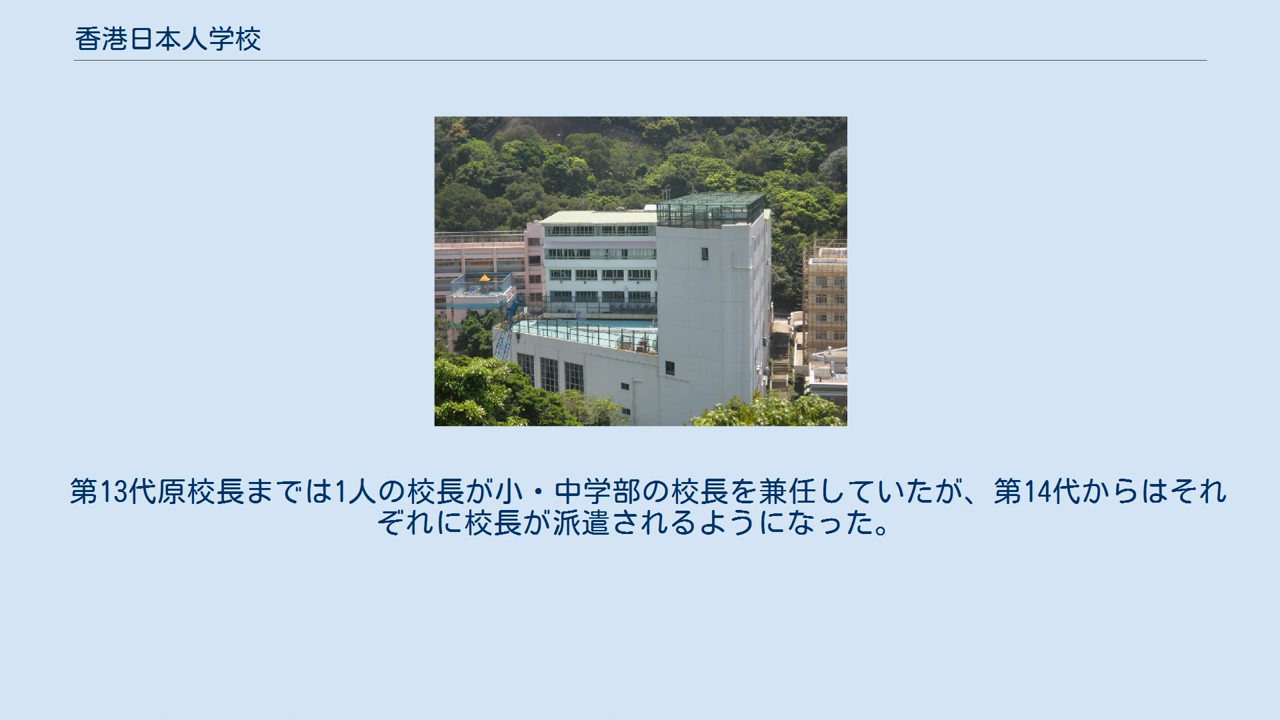 香港日本人学校
第13代原校長までは1人の校長が小・中学部の校長を兼任していたが、第14代からはそれ
ぞれに校長が派遣されるようになった。